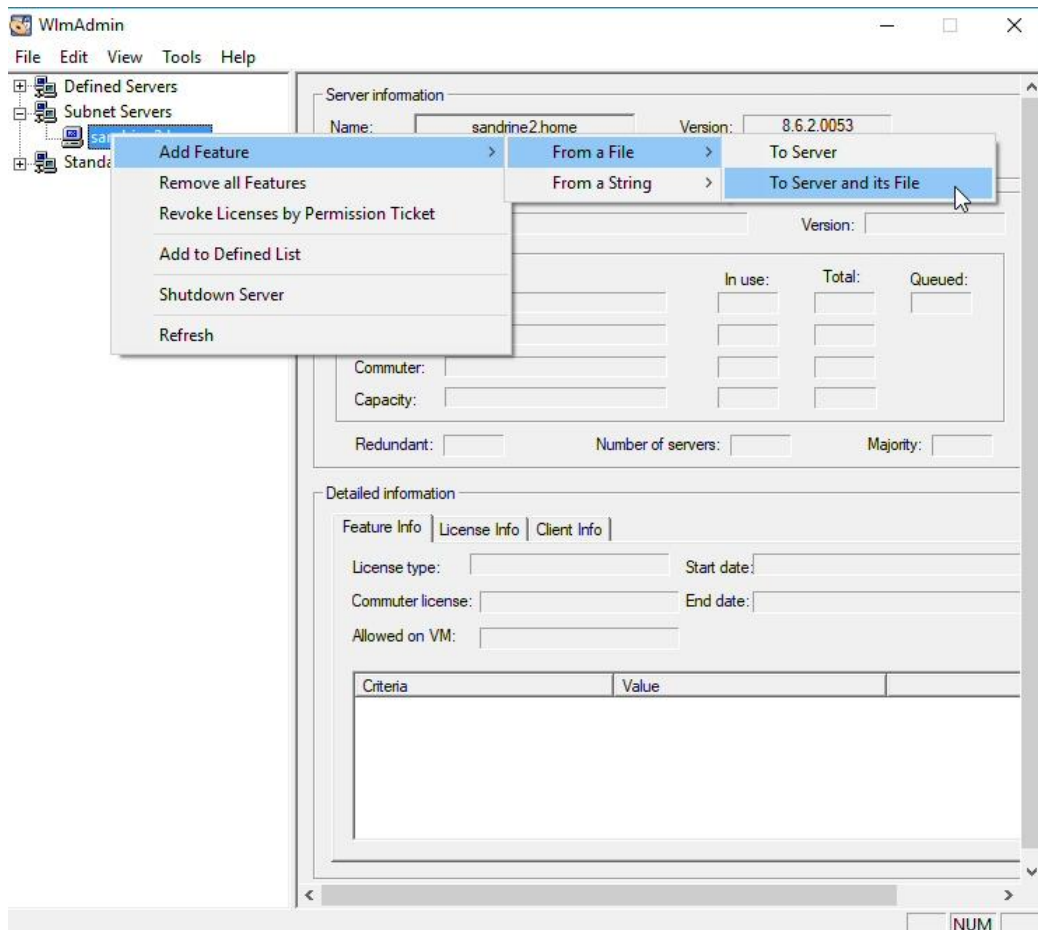 WlmAdmin
File Edit View Tools Help
Defined Servers
Subnet Servers
Server information
Name: sandrine2.home Version: 8.6.2.0053
Add Feature > From a File > To Server
Remove all Features From a String > To Server and its File
Revoke Licenses by Permission Ticket
Version:
Add to Defined List
In use: Total: Queued:
Shutdown Server
Refresh
Commuter:
Capacity:
Redundant: Number of servers: Majority:
Detailed information
Feature Info License Info Client Info
License type: Start date:
Commuter license: End date:
Allowed on VM:
Criteria Value
NUM